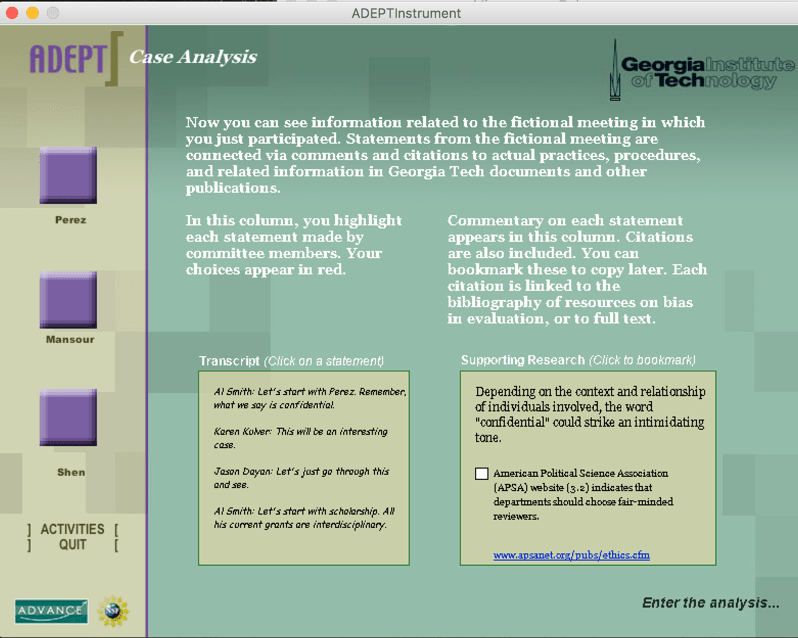 ADEPTInstrument
ADEPT
Case Analysis
Georgia Institute
of Technology
Now you can see information related to the fictional meeting in which
you just participated. Statements from the fictional meeting are
connected via comments and citations to actual practices, procedures,
and related information in Georgia Tech documents and other
publications.
In this column, you highlight
each statement made by
committee members. Your
choices appear in red.
Commentary on each statement
appears in this column. Citations
are also included. You can
bookmark these to copy later. Each
citation is linked to the
bibliography of resources on bias
in evaluation, or to full text.
Perez
Mansour
Shen
] ACTIVITIES [
] QUIT [
Transcript (Click on a statement)
Al Smith: Let's start with Perez. Remember,
what we say is confidential.
Karen Kolver: This will be an interesting
case.
Jason Dayan: Let's just go through this
and see.
Al Smith: Let's start with scholarship. All
his current grants are interdisciplinary.
Supporting Research (Click to bookmark)
Depending on the context and relationship
of individuals involved, the word
"confidential" could strike an intimidating
tone.
American Political Science Association
(APSA) website (3.2) indicates that
departments should choose fair-minded
reviewers.
www.apsanet.org/pubs/ethics.cfm
Enter the analysis...
ADVANCE
NSF